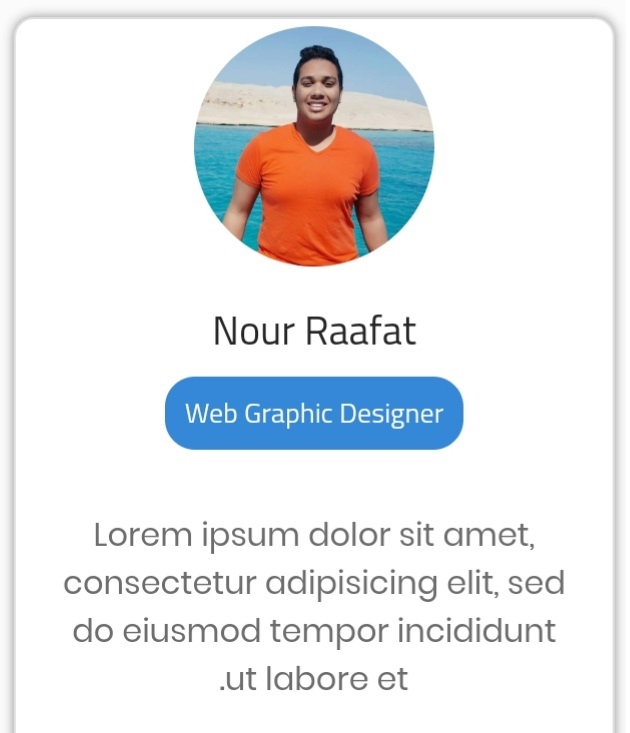 Nour Raafat
Web Graphic Designer
Lorem ipsum dolor sit amet,
consectetur adipisicing elit, sed
do eiusmod tempor incididunt
.ut labore et